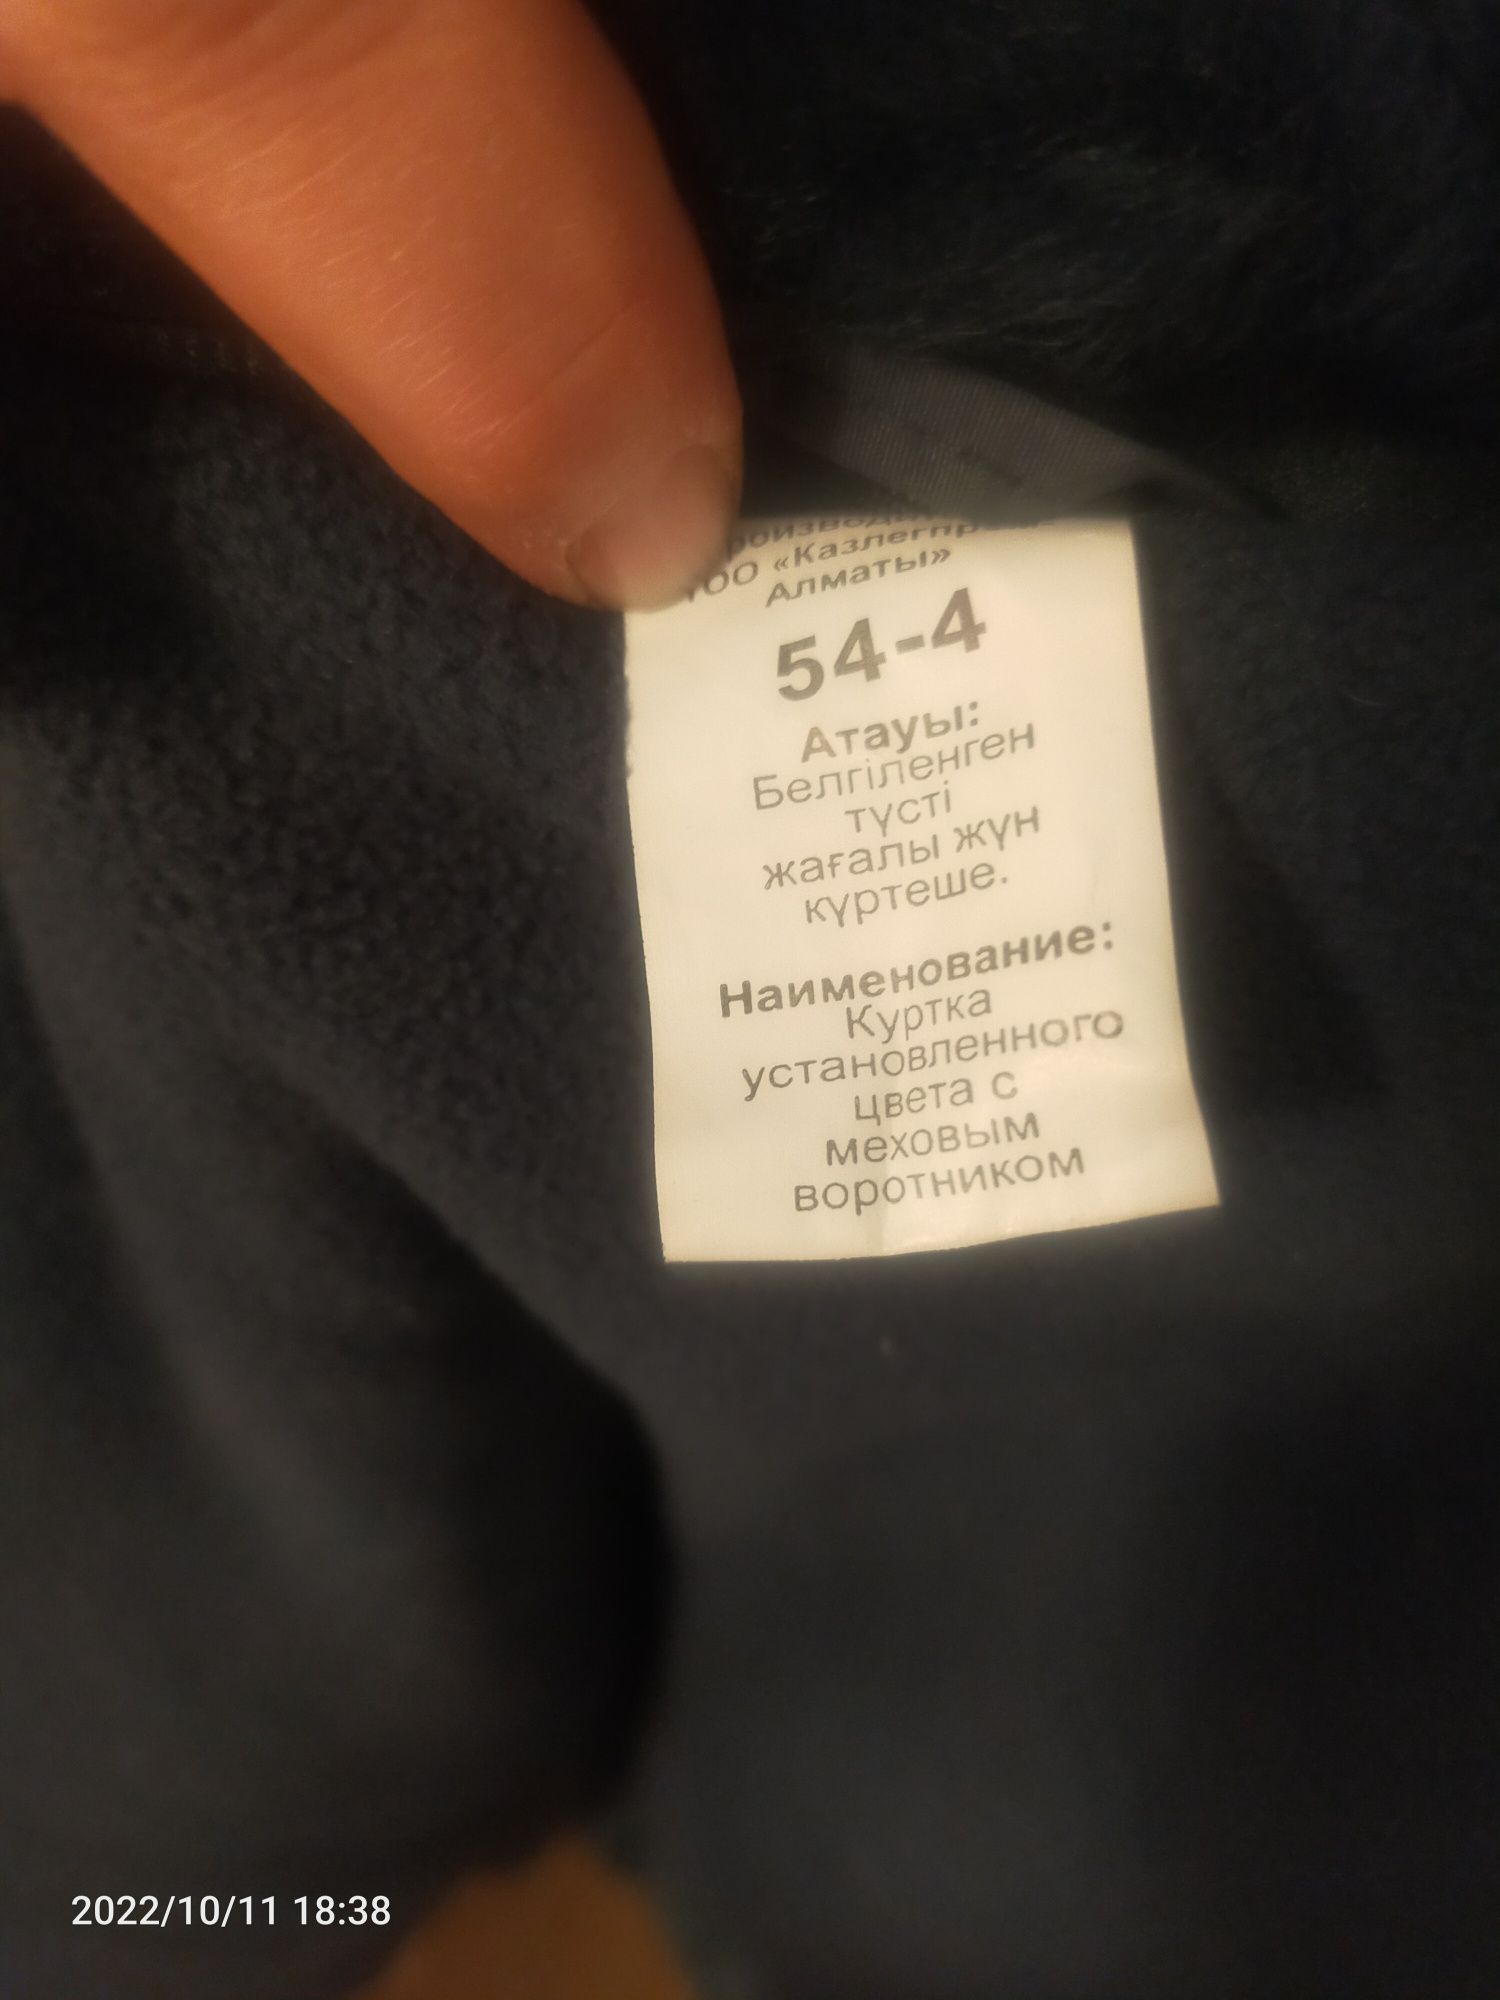 ТОО «Казлегпром-
Алматы»
54-4
Атауы:
Белгіленген
түсті
жағалы жүн
күртеше.
Наименование:
Куртка
установленного
цвета с
меховым
воротником
2022/10/11 18:38